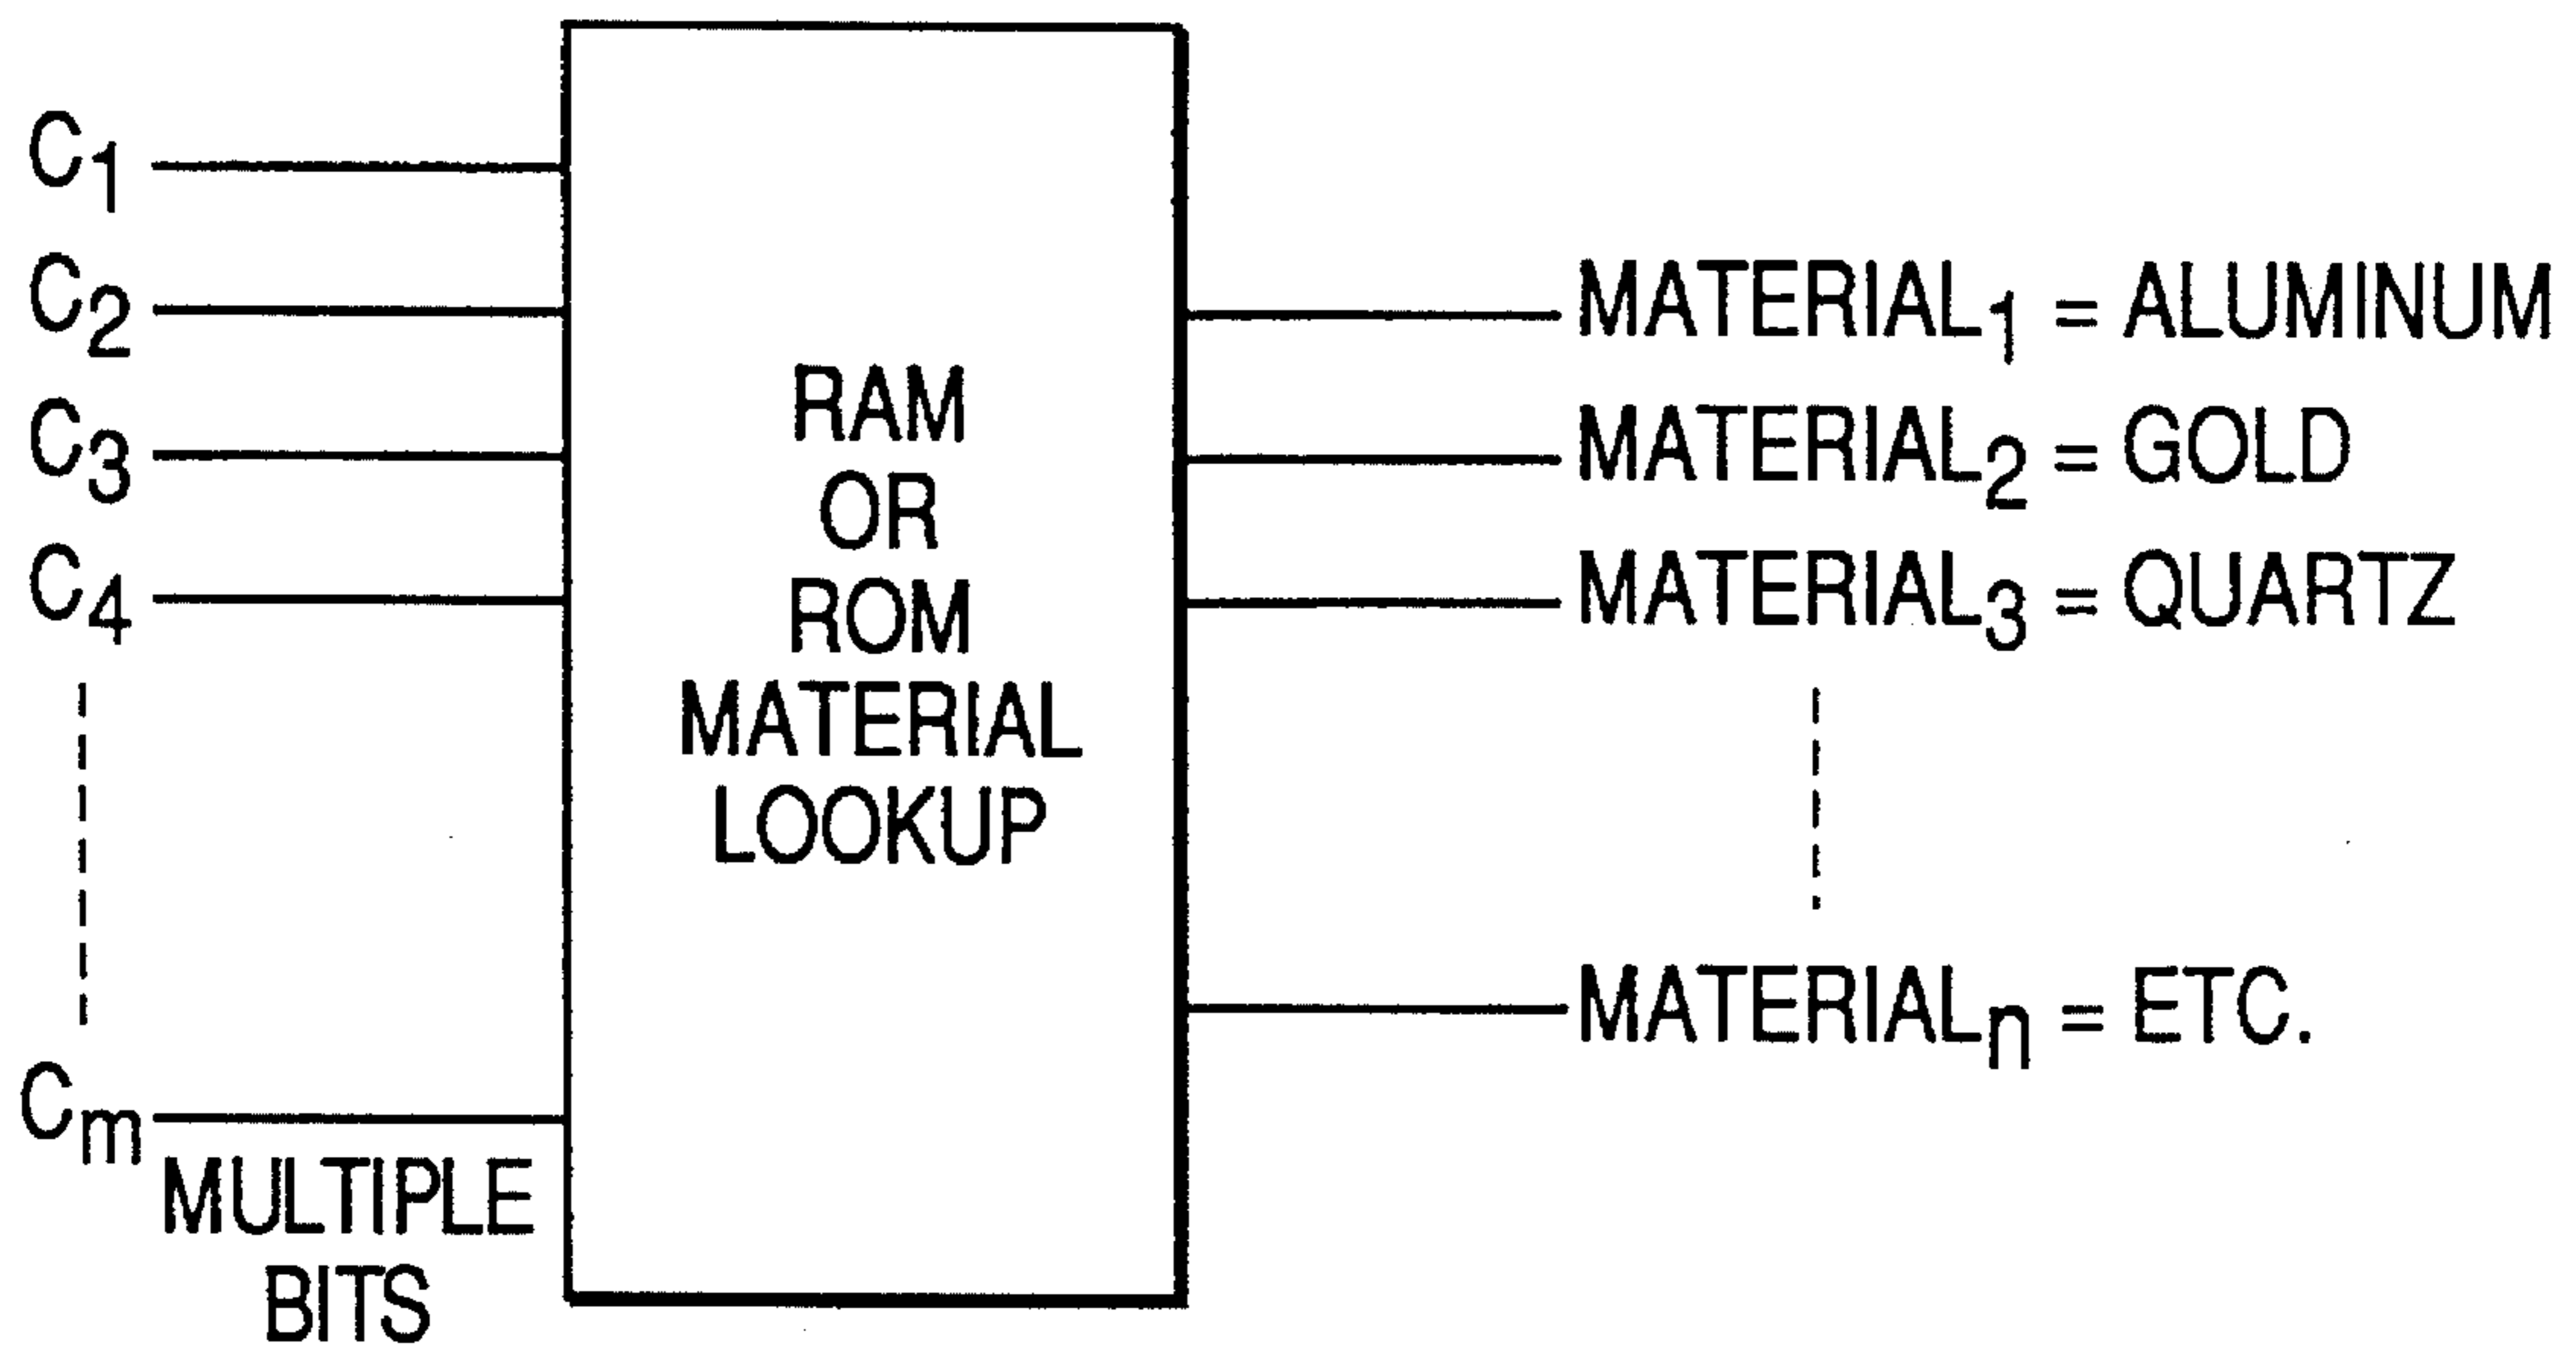 C1
C2
C3
C4
Cm
MULTIPLE
BITS
RAM
OR
ROM
MATERIAL
LOOKUP
MATERIAL1 = ALUMINUM
MATERIAL2 = GOLD
MATERIAL3 = QUARTZ
MATERIALn = ETC.